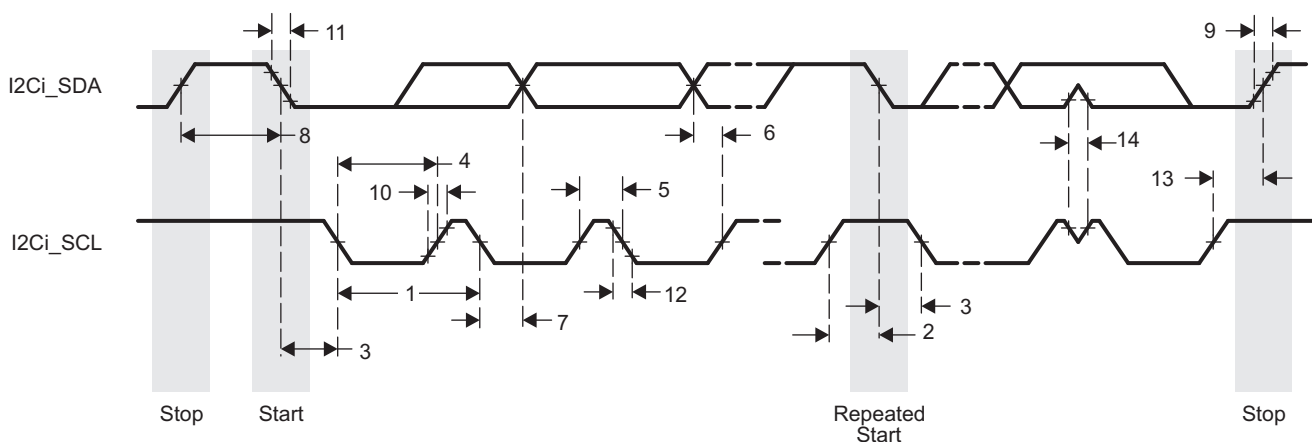 11
9
I2Ci_SDA
8
6
14
4
10
5
13
I2Ci_SCL
1
12
7
3
2
3
Stop
Start
Repeated
Start
Stop